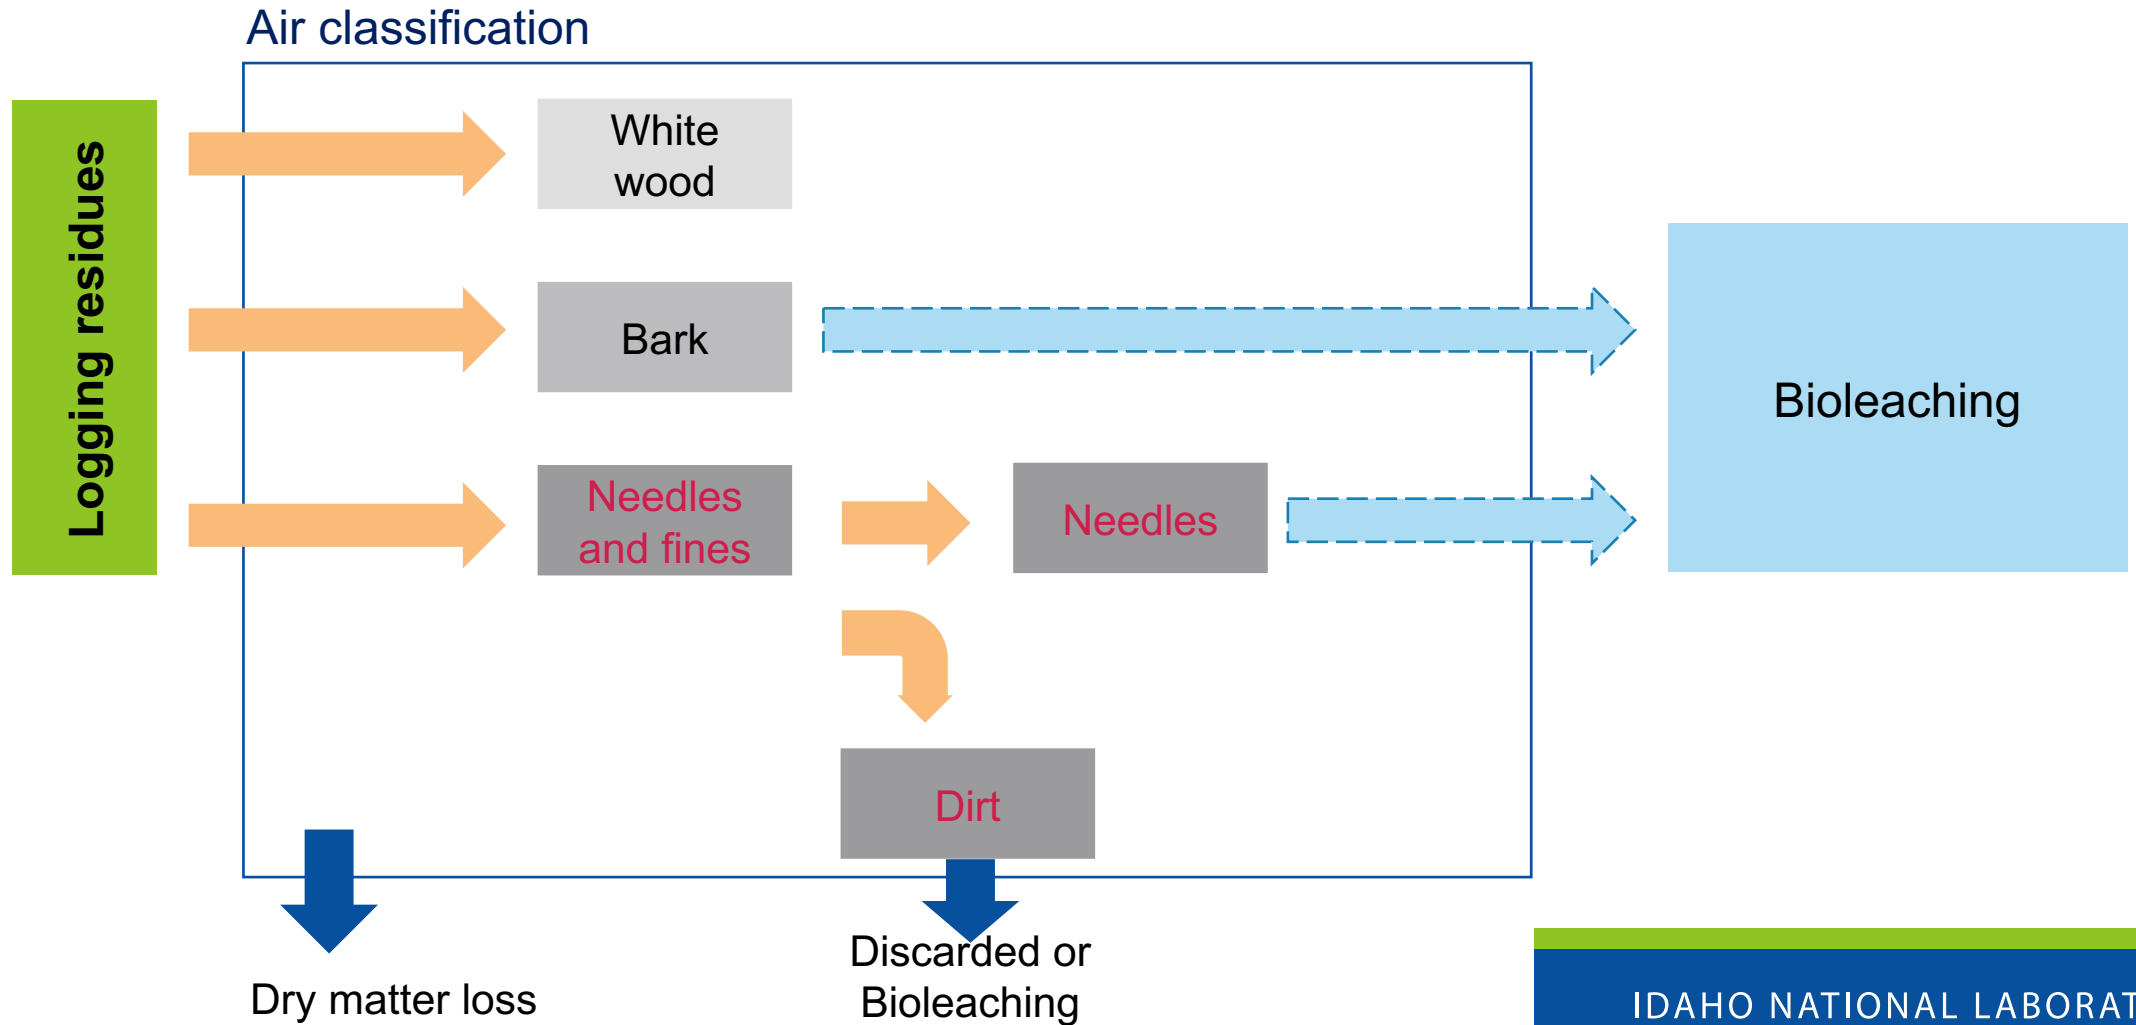 Air classification
Logging residues
White
wood
Bark
Bioleaching
Needles
and fines
Needles
Dirt
Dry matter loss
Discarded or
Bioleaching
IDAHO NATIONAL LABORAT